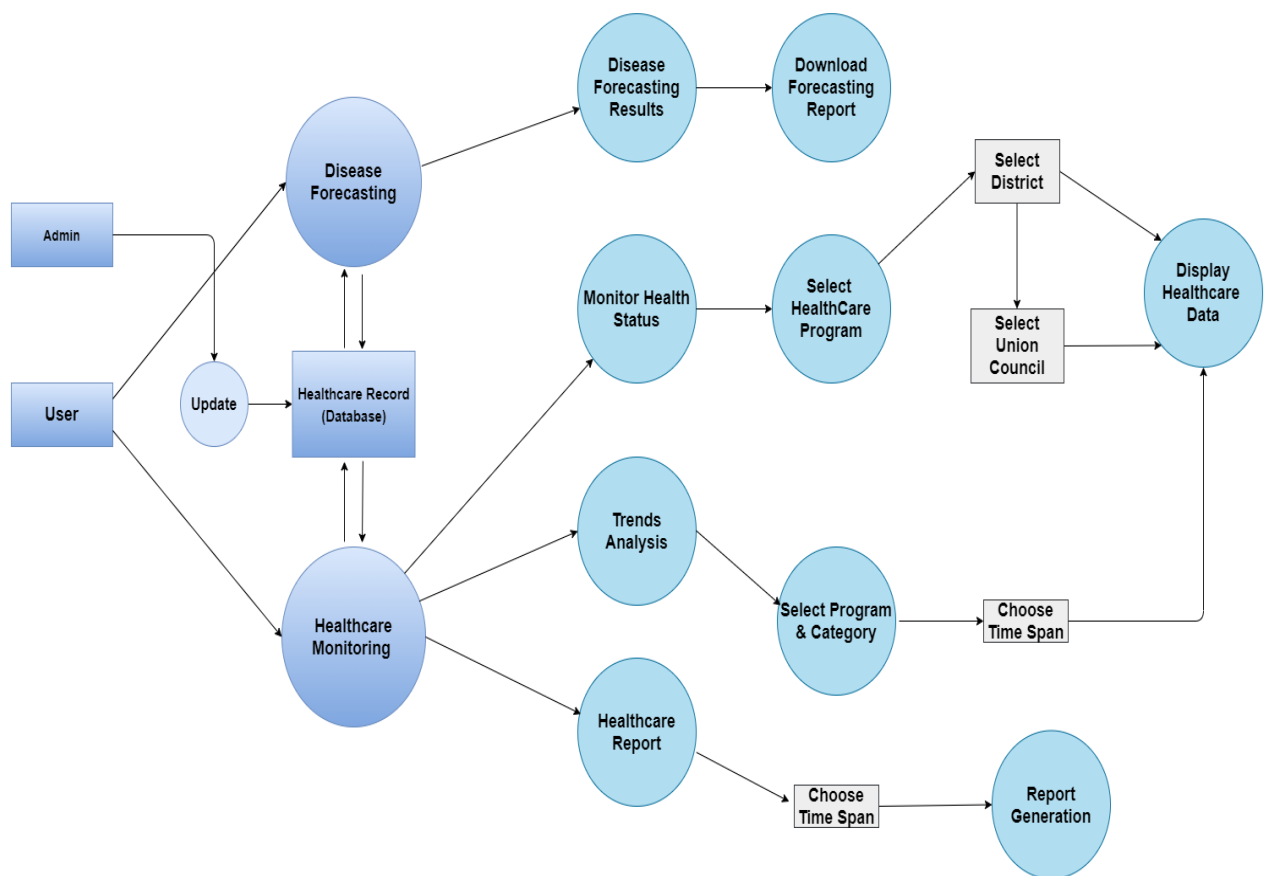 Disease
Forecasting
Results
Download
Forecasting
Report
Disease
Forecasting
Select
District
Admin
Monitor Health
Status
Select
HealthCare
Program
Display
Healthcare
Data
Select
Union
Council
User
Update
Healthcare Record
(Database)
Trends
Analysis
Healthcare
Monitoring
Select Program
& Category
Choose
Time Span
Healthcare
Report
Choose
Time Span
Report
Generation